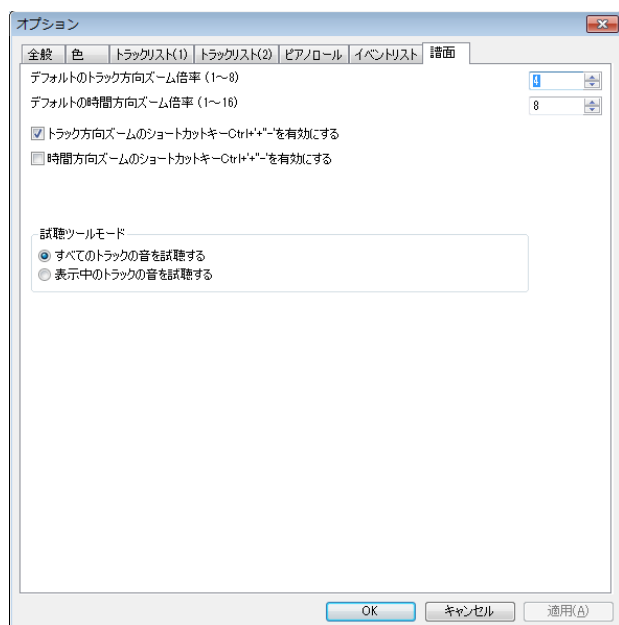 オプション
全般 色 トラックリスト(1) トラックリスト(2) ピアノロール イベントリスト 譜面
デフォルトのトラック方向ズーム倍率 (1～8) 4
デフォルトの時間方向ズーム倍率 (1～16) 8
トラック方向ズームのショートカットキーCtrl+'+''-'を有効にする
時間方向ズームのショートカットキーCtrl+'+''-'を有効にする
試聴ツールモード
すべてのトラックの音を試聴する
表示中のトラックの音を試聴する
OK キャンセル 適用(A)